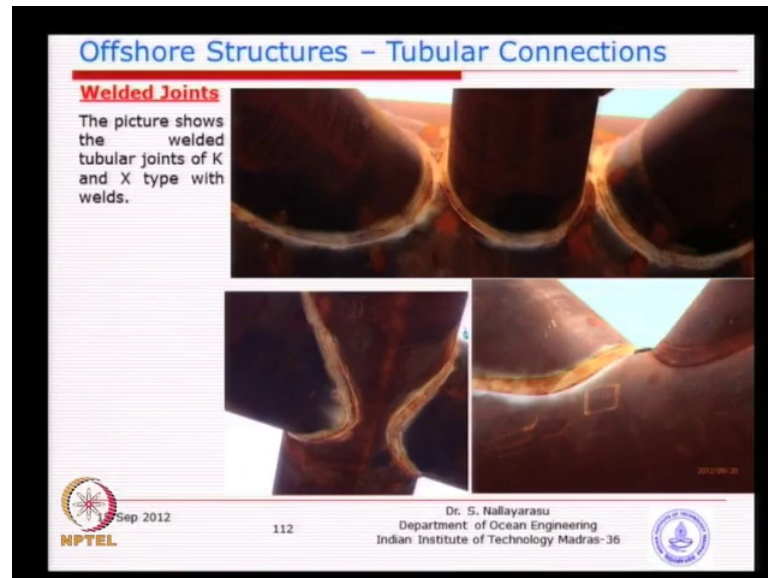 Offshore Structures – Tubular Connections
Welded Joints
The picture shows
the welded
tubular joints of K
and X type with
welds.
2012/09/20
Sep 2012
NPTEL
112
Dr. S. Nallayarasu
Department of Ocean Engineering
Indian Institute of Technology Madras-36